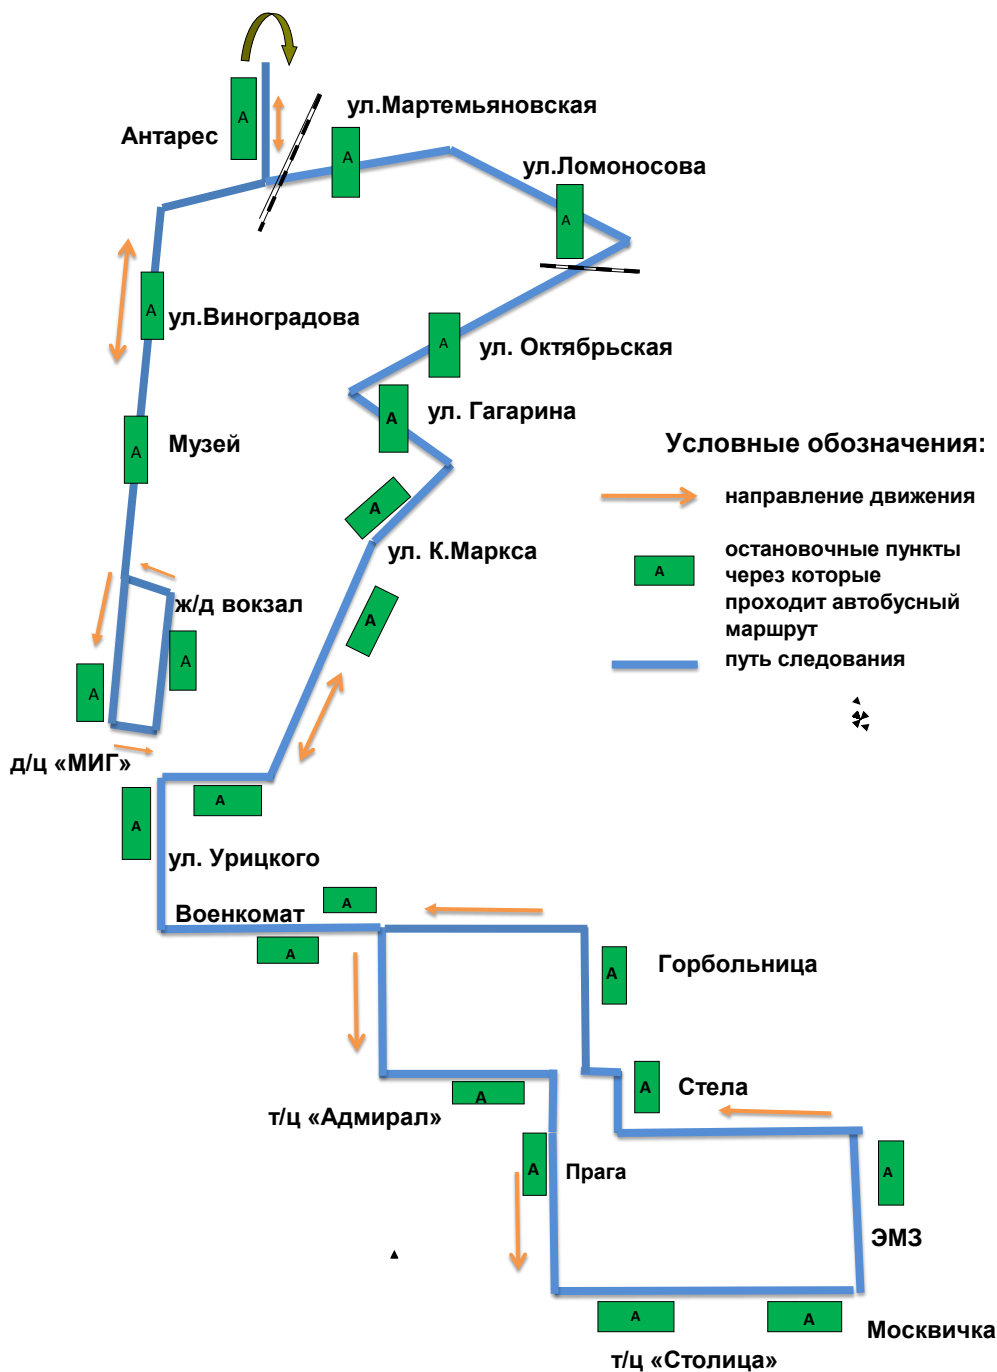 ул.Мартемьяновская
А
Антарес
А
ул.Ломоносова
А
А
ул.Виноградова
А
ул. Октябрьская
А
ул. Гагарина
Музей
А
Условные обозначения:
направление движения
А
ул. К.Маркса
остановочные пункты
через которые
проходит автобусный
маршрут
А
путь следования
ж/д вокзал
А
А
А
д/ц «МИГ»
А
А
ул. Урицкого
Военкомат
А
А
Горбольница
А
Стела
А
т/ц «Адмирал»
А
Прага
А
А
ЭМЗ
Москвичка
А
А
т/ц «Столица»